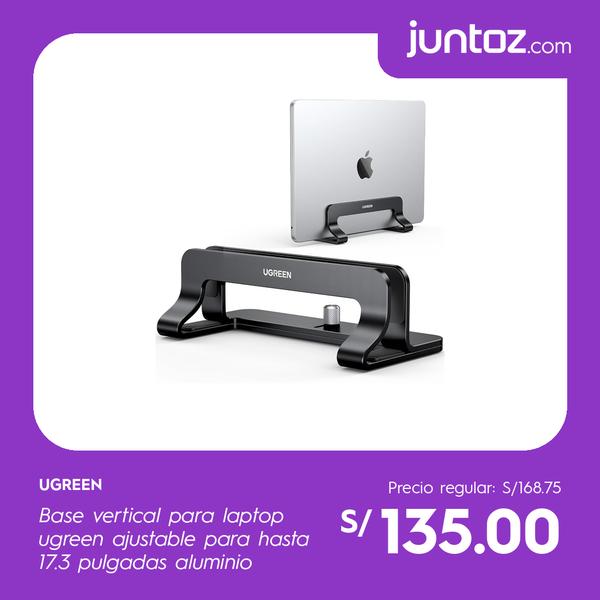 juntoz.com
UGREEN
UGREEN
UGREEN
Base vertical para laptop
ugreen ajustable para hasta
17.3 pulgadas aluminio
Precio regular: S/168.75
S/135.00